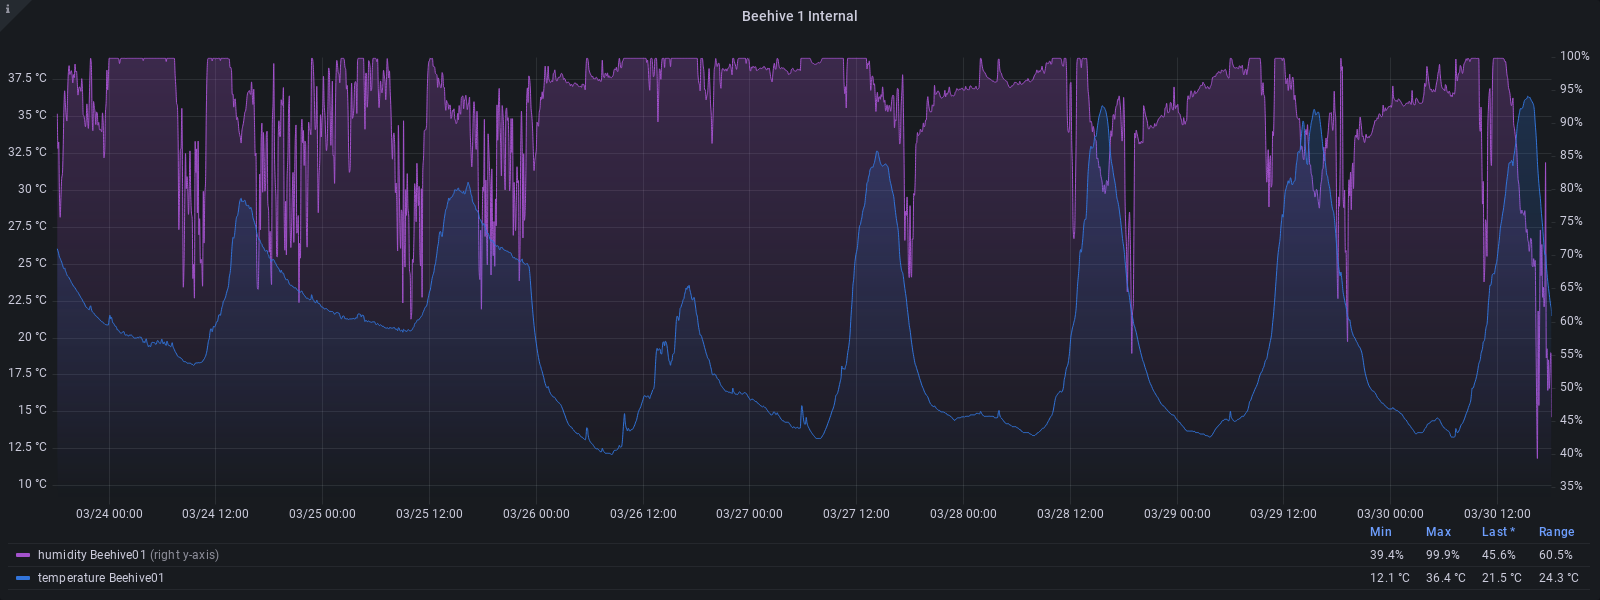 i
Beehive 1 Internal
37.5 °C
35 °C
32.5 °C
30 °C
27.5 °C
25 °C
22.5 °C
20 °C
17.5 °C
15 °C
12.5 °C
10 °C
100%
95%
90%
85%
80%
75%
70%
65%
60%
55%
50%
45%
40%
35%
03/24 00:00 03/24 12:00 03/25 00:00 03/25 12:00 03/26 00:00 03/26 12:00 03/27 00:00 03/27 12:00 03/28 00:00 03/28 12:00 03/29 00:00 03/29 12:00 03/30 00:00 03/30 12:00
Min Max Last * Range
humidity Beehive01 (right y-axis) 39.4% 99.9% 45.6% 60.5%
temperature Beehive01 12.1 °C 36.4 °C 21.5 °C 24.3 °C